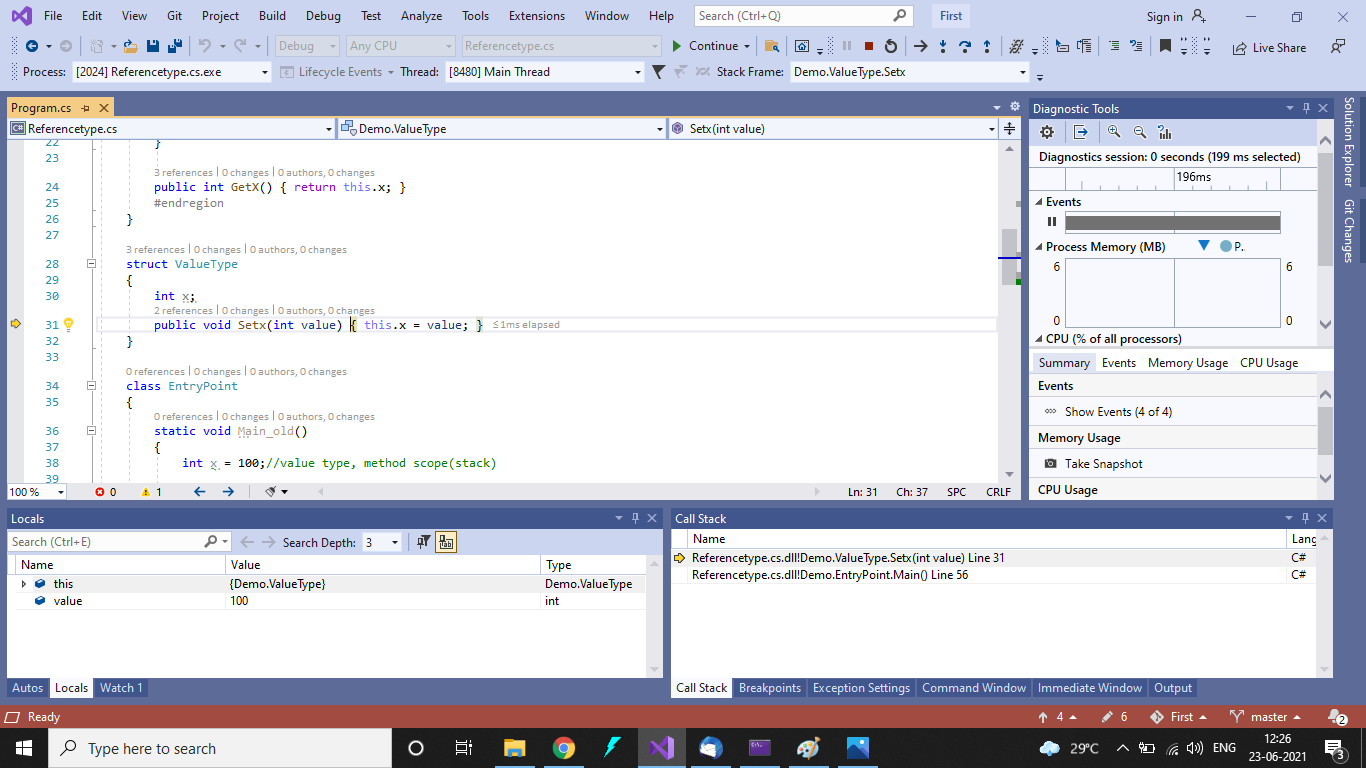 File Edit View Git Project Build Debug Test Analyze Tools Extensions Window Help Search (Ctrl+Q) First Sign in
Debug Any CPU Referencetype.cs Continue Live Share
Process: [2024] Referencetype.cs.exe Lifecycle Events Thread: [8480] Main Thread Stack Frame: Demo.ValueType.Setx
Program.cs
Referencetype.cs Demo.ValueType Setx(int value)
22 }
23
3 references | 0 changes | 0 authors, 0 changes
24 public int GetX() { return this.x; }
25 #endregion
26 }
27
3 references | 0 changes | 0 authors, 0 changes
28 struct ValueType
29 {
30 int x;
2 references | 0 changes | 0 authors, 0 changes
31 public void Setx(int value) { this.x = value; } ≤ 1ms elapsed
32 }
33
0 references | 0 changes | 0 authors, 0 changes
34 class EntryPoint
35 {
0 references | 0 changes | 0 authors, 0 changes
36 static void Main_old()
37 {
38 int x = 100;//value type, method scope(stack)
39
100 % 0 1 Ln: 31 Ch: 37 SPC CRLF
Diagnostic Tools
Diagnostics session: 0 seconds (199 ms selected)
196ms
Events
Process Memory (MB) P..
6 6
0 0
CPU (% of all processors)
Summary Events Memory Usage CPU Usage
Events
Show Events (4 of 4)
Memory Usage
Take Snapshot
CPU Usage
Solution Explorer
Git Changes
Locals
Search (Ctrl+E) Search Depth: 3
Name Value Type
this {Demo.ValueType} Demo.ValueType
value 100 int
Autos Locals Watch 1
Call Stack
Name Lang
Referencetype.cs.dll!Demo.ValueType.Setx(int value) Line 31 C#
Referencetype.cs.dll!Demo.EntryPoint.Main() Line 56 C#
Call Stack Breakpoints Exception Settings Command Window Immediate Window Output
Ready 4 6 First master 2
Type here to search 29°C ENG 12:26
23-06-2021 3